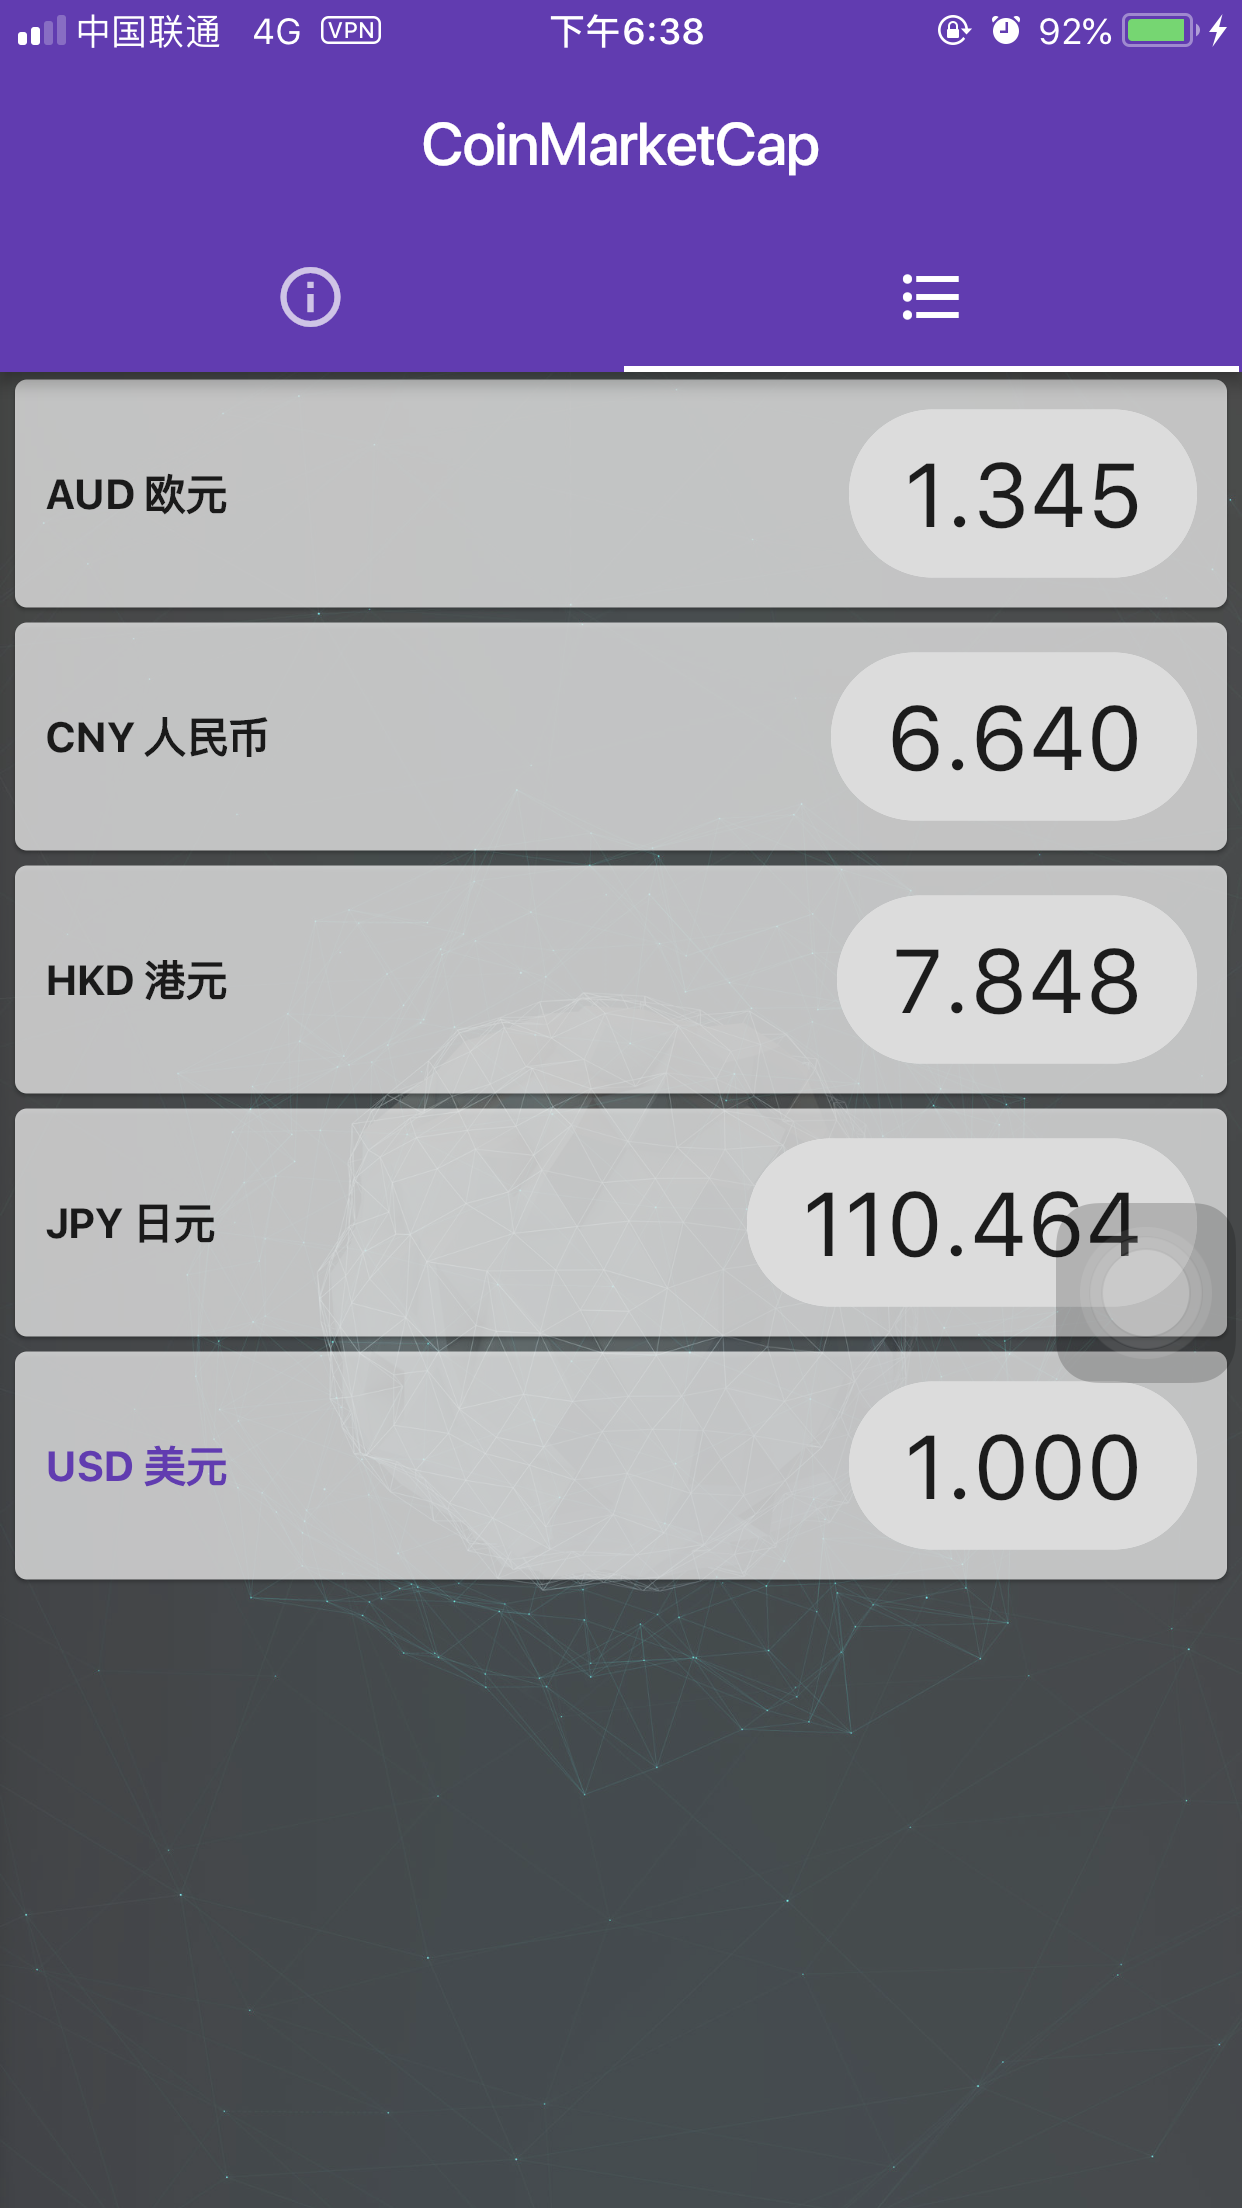 中国联通 4G VPN 下午6:38 92%
CoinMarketCap
AUD 欧元 1.345
CNY 人民币 6.640
HKD 港元 7.848
JPY 日元 110.464
USD 美元 1.000